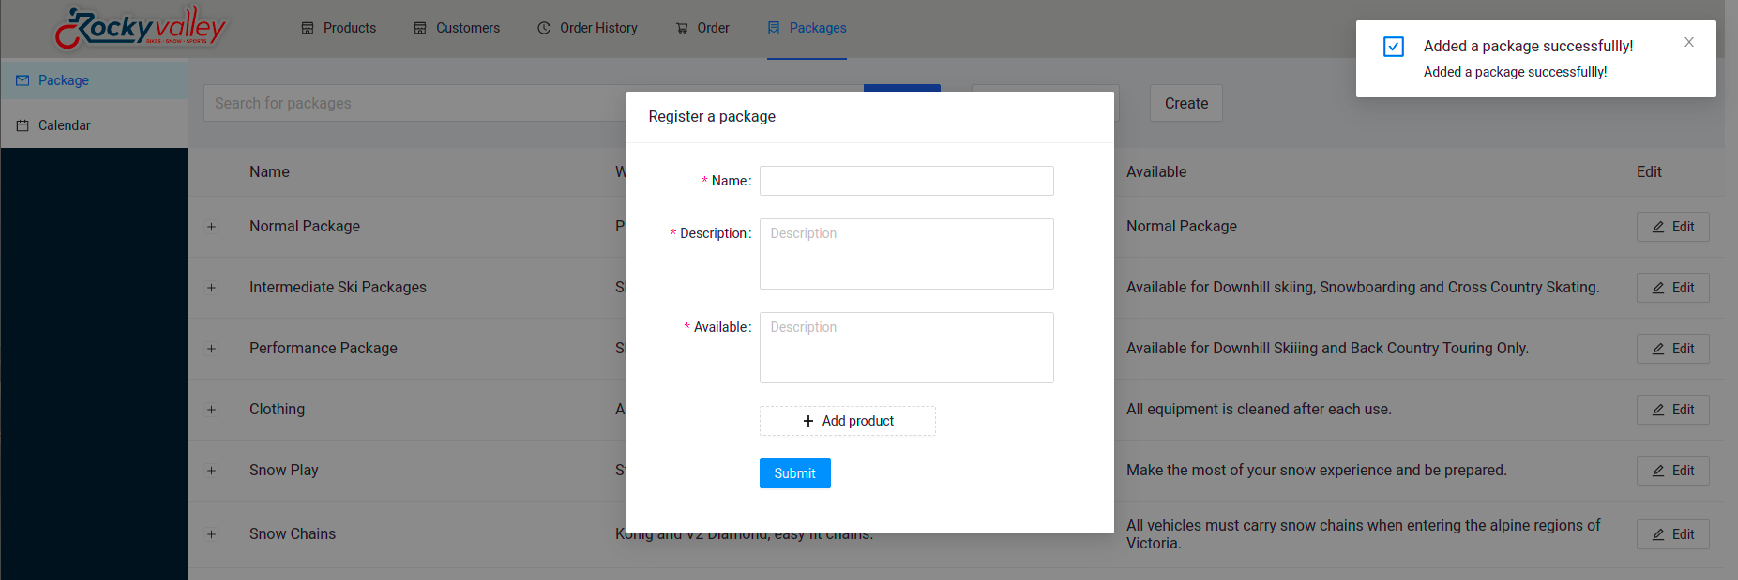 Rockyvalley
BIKES · SNOW · SPORTS
Products
Customers
Order History
Order
Packages
Added a package successfullly!
Added a package successfullly!
Package
Calendar
Search for packages
Create
Register a package
* Name:
* Description:
Description
* Available:
Description
+ Add product
Submit
Name
W
Available
Edit
+ Normal Package
P
Normal Package
Edit
+ Intermediate Ski Packages
Available for Downhill skiing, Snowboarding and Cross Country Skating.
Edit
+ Performance Package
Available for Downhill Skiiing and Back Country Touring Only.
Edit
+ Clothing
A
All equipment is cleaned after each use.
Edit
+ Snow Play
Make the most of your snow experience and be prepared.
Edit
+ Snow Chains
Konig and V2 Diamond, easy fit chains.
All vehicles must carry snow chains when entering the alpine regions of
Victoria.
Edit